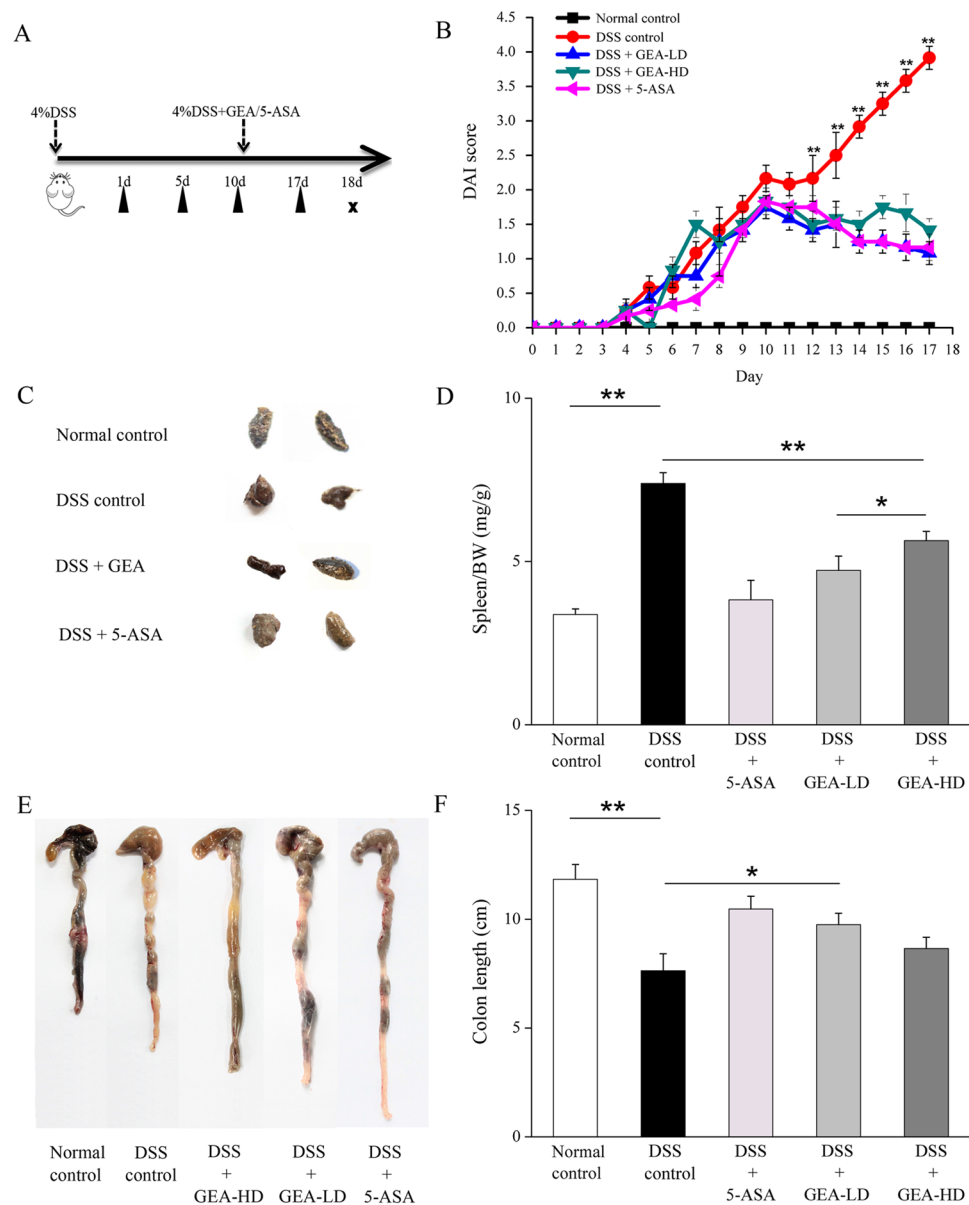 A
4%DSS
4%DSS+GEA/5-ASA
1d
5d
10d
17d
18d
x
B
Normal control
DSS control
DSS + GEA-LD
DSS + GEA-HD
DSS + 5-ASA
DAI score
4.5
4.0
3.5
3.0
2.5
2.0
1.5
1.0
0.5
0.0
** ** ** ** ** **
0 1 2 3 4 5 6 7 8 9 10 11 12 13 14 15 16 17 18
Day
C
Normal control
DSS control
DSS + GEA
DSS + 5-ASA
D
Spleen/BW (mg/g)
10
5
0
**
**
*
Normal control
DSS control
DSS + 5-ASA
DSS + GEA-LD
DSS + GEA-HD
E
Normal control
DSS control
DSS + GEA-HD
DSS + GEA-LD
DSS + 5-ASA
F
Colon length (cm)
15
10
5
0
**
*
Normal control
DSS control
DSS + 5-ASA
DSS + GEA-LD
DSS + GEA-HD